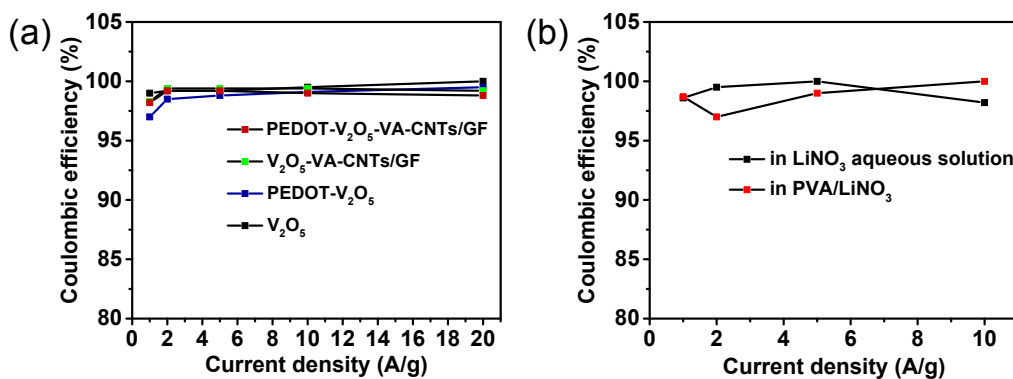 (a)
Coulombic efficiency (%)
105
100
95
90
85
80
PEDOT-V₂O₅-VA-CNTs/GF
V₂O₅-VA-CNTs/GF
PEDOT-V₂O₅
V₂O₅
0 2 4 6 8 10 12 14 16 18 20
Current density (A/g)
(b)
Coulombic efficiency (%)
105
100
95
90
85
80
in LiNO₃ aqueous solution
in PVA/LiNO₃
0 2 4 6 8 10
Current density (A/g)